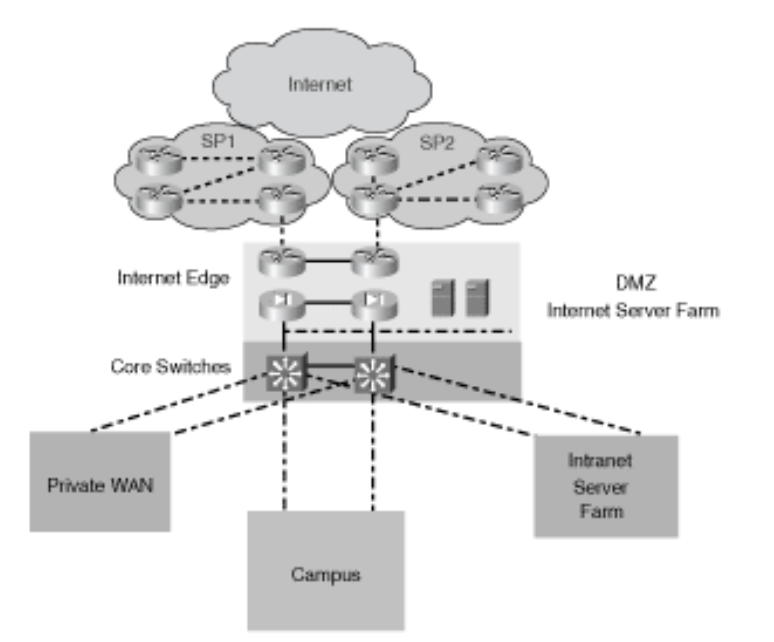 Internet
SP1
SP2
Internet Edge
DMZ
Internet Server Farm
Core Switches
Private WAN
Intranet
Server
Farm
Campus